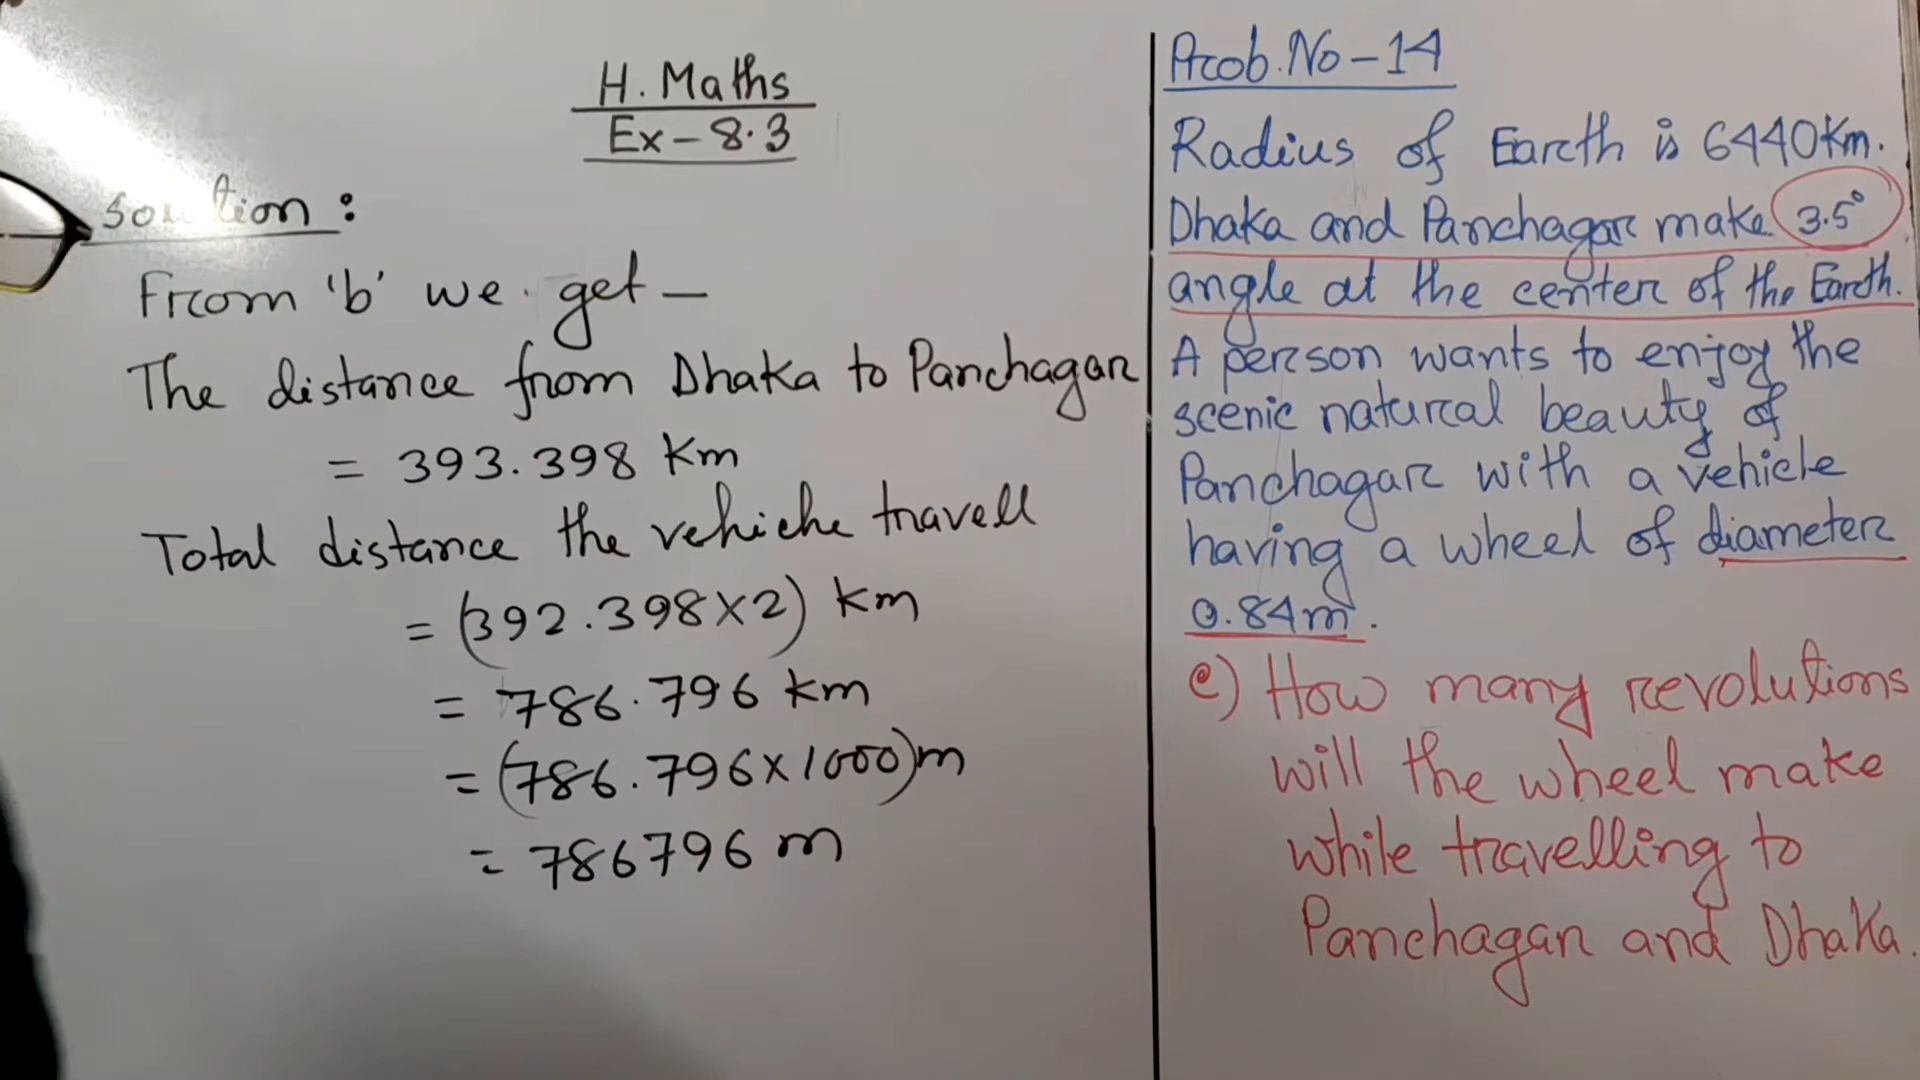 H. Maths
Ex-8.3
solution:
From 'b' we get-
The distance from Dhaka to Panchagar
= 393.398 Km
Total distance the vehiche travell
= (392.398×2) km
= 786.796 km
= (786.796×1000)m
= 786796 m
Prob.No-14
Radius of Earth is 6440Km.
Dhaka and Panchagar make 3.5°
angle at the center of the Earth.
A person wants to enjoy the
scenic natural beauty of
Panchagar with a vehicle
having a wheel of diameter
0.84m.
c) How many revolutions
will the wheel make
while travelling to
Panchagan and Dhaka.